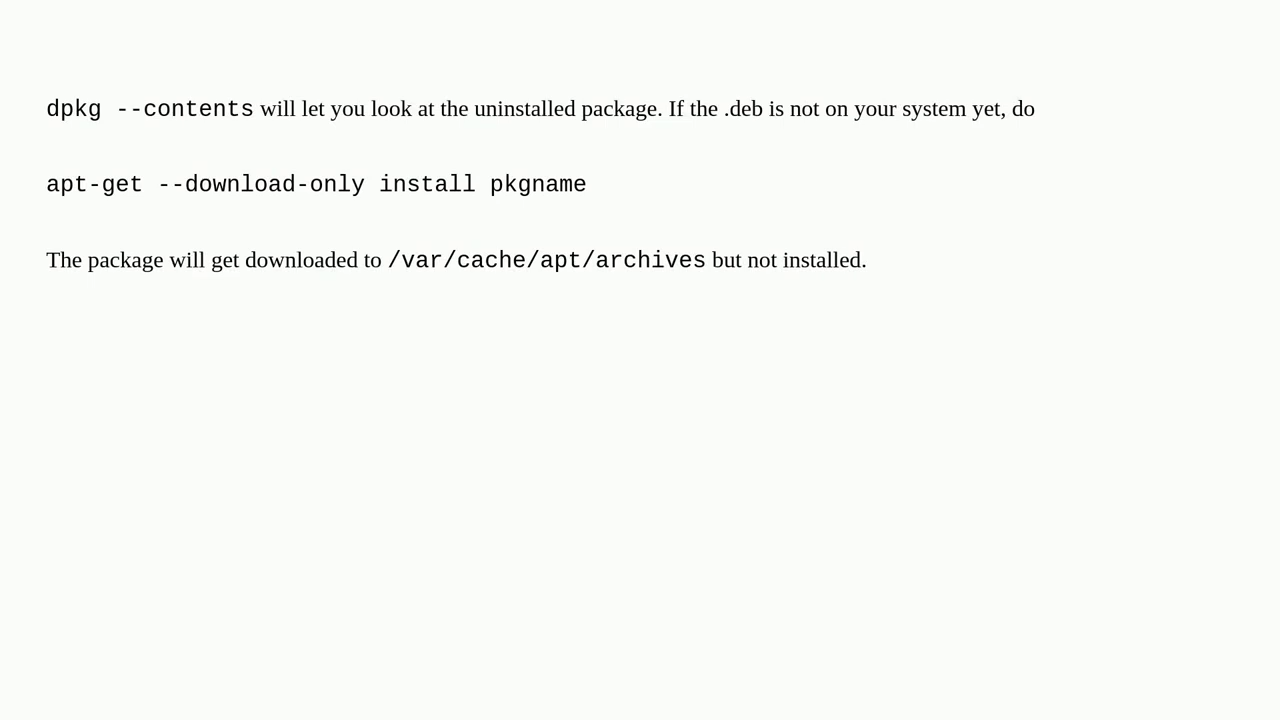 dpkg --contents will let you look at the uninstalled package. If the .deb is not on your system yet, do
apt-get --download-only install pkgname
The package will get downloaded to /var/cache/apt/archives but not installed.